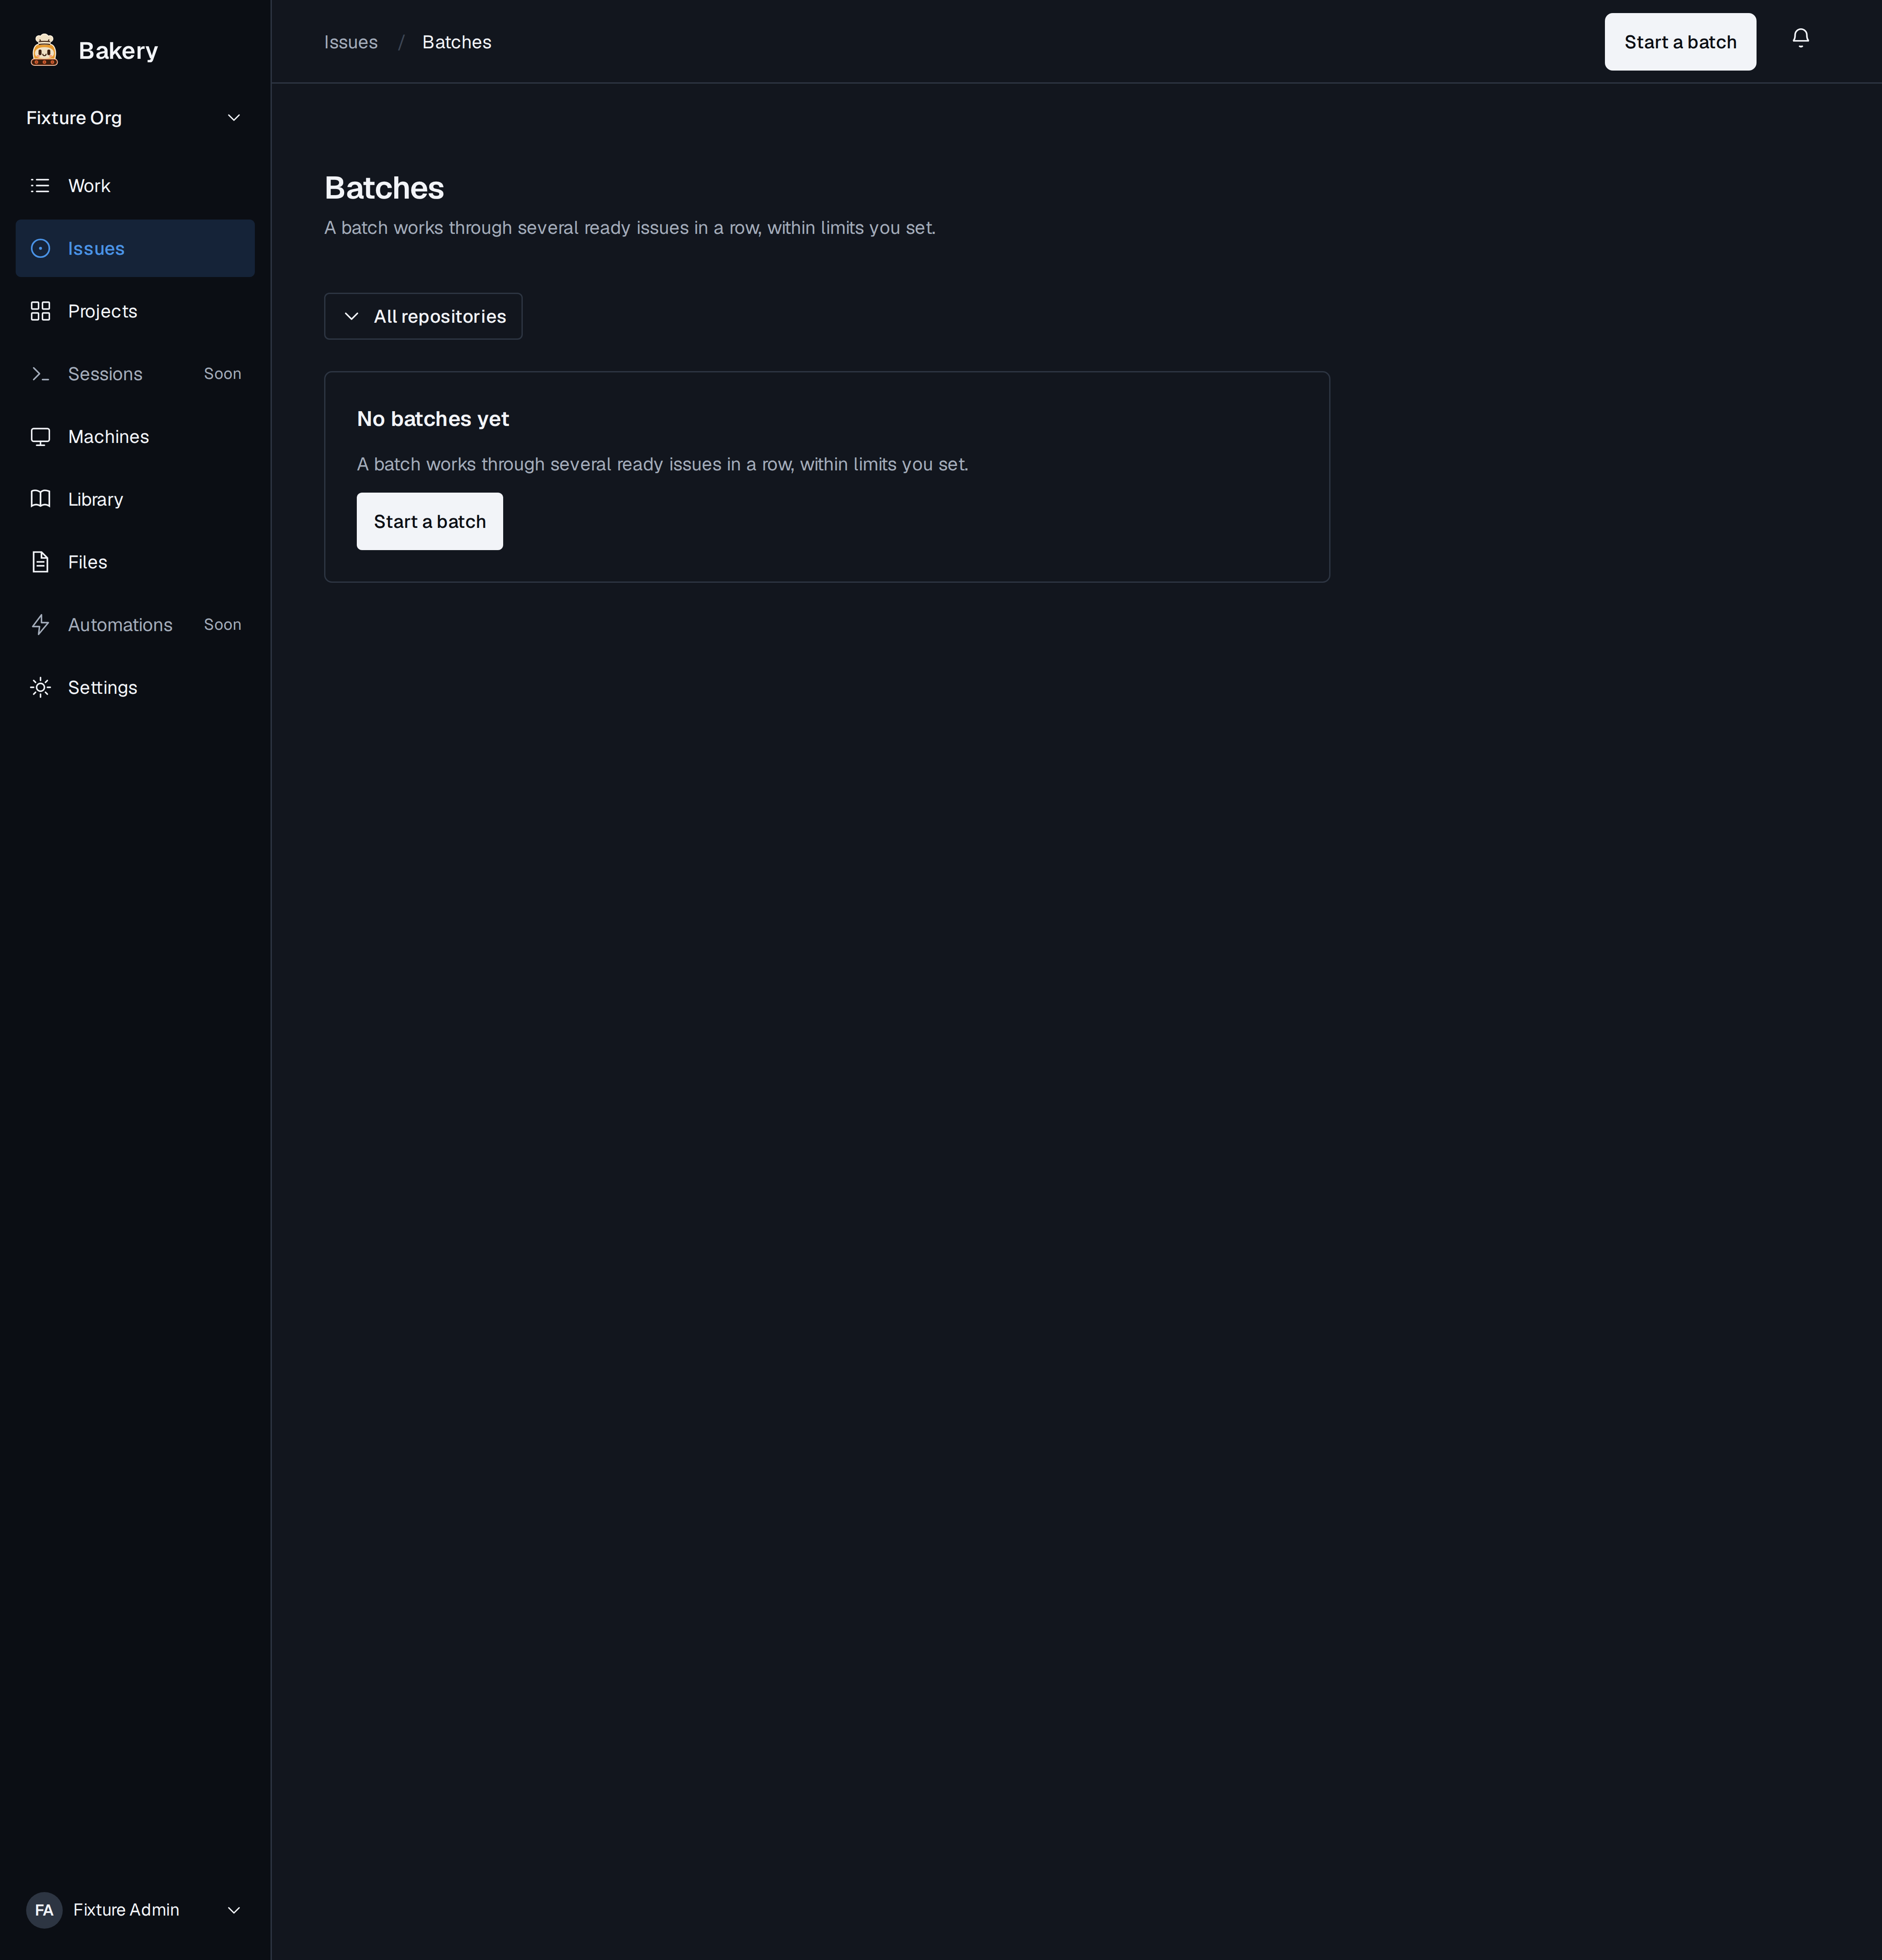 Bakery
Fixture Org
Work
Issues
Projects
Sessions Soon
Machines
Library
Files
Automations Soon
Settings
FA Fixture Admin
Issues / Batches
Start a batch
Batches
A batch works through several ready issues in a row, within limits you set.
All repositories
No batches yet
A batch works through several ready issues in a row, within limits you set.
Start a batch